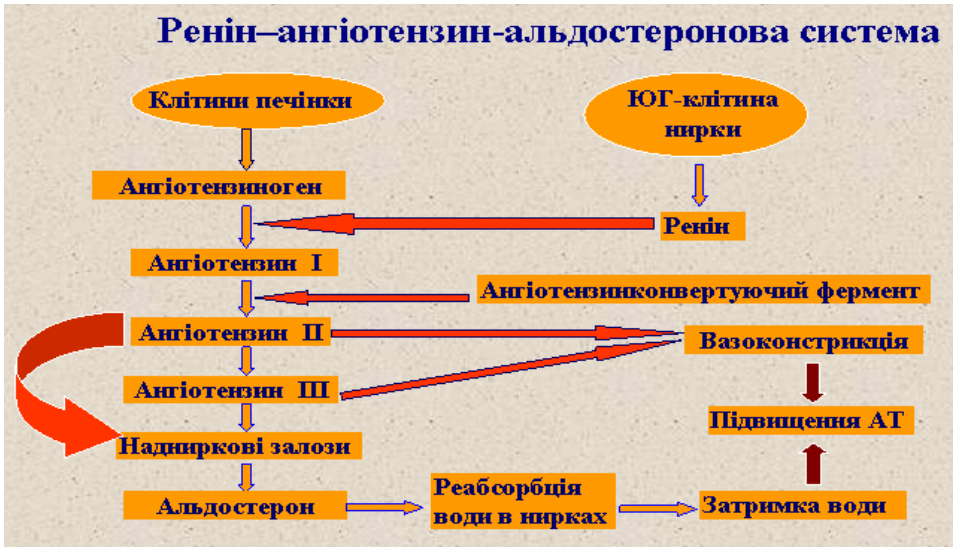 Ренін–ангіотензин-альдостеронова система
Клітини печінки
ЮГ-клітина
нирки
Ангіотензиноген
Ренін
Ангіотензин I
Ангіотензинконвертуючий фермент
Ангіотензин II
Вазоконстрикція
Ангіотензин III
Підвищення АТ
Надниркові залози
Реабсорбція
води в нирках
Альдостерон
Затримка води